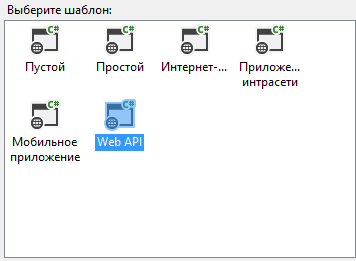 Выберите шаблон:
C# C# C# C#
Пустой Простой Интернет-... Приложе...
интрасети
C# C#
Мобильное Web API
приложение